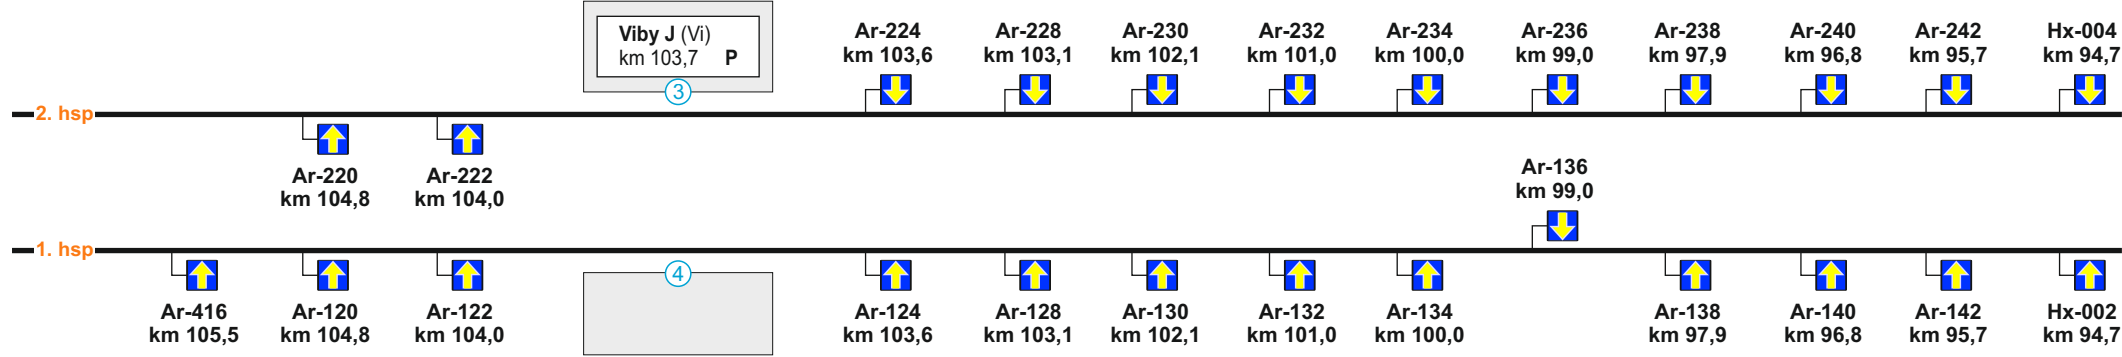 Viby J (Vi)
km 103,7 P
3
Ar-224
km 103,6
Ar-228
km 103,1
Ar-230
km 102,1
Ar-232
km 101,0
Ar-234
km 100,0
Ar-236
km 99,0
Ar-238
km 97,9
Ar-240
km 96,8
Ar-242
km 95,7
Hx-004
km 94,7
2. hsp
Ar-220
km 104,8
Ar-222
km 104,0
Ar-136
km 99,0
1. hsp
4
Ar-416
km 105,5
Ar-120
km 104,8
Ar-122
km 104,0
Ar-124
km 103,6
Ar-128
km 103,1
Ar-130
km 102,1
Ar-132
km 101,0
Ar-134
km 100,0
Ar-138
km 97,9
Ar-140
km 96,8
Ar-142
km 95,7
Hx-002
km 94,7